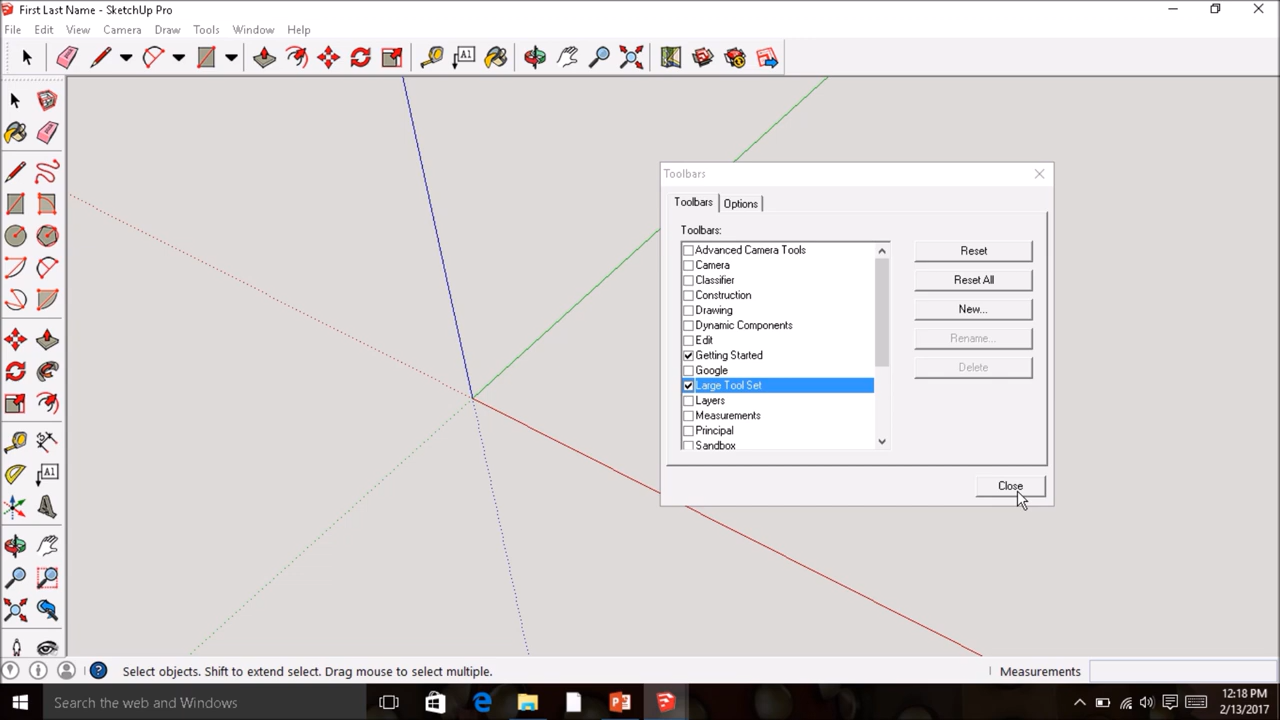 First Last Name - SketchUp Pro
File Edit View Camera Draw Tools Window Help
A1
Toolbars
Toolbars Options
Toolbars:
Advanced Camera Tools
Camera
Classifier
Construction
Drawing
Dynamic Components
Edit
Getting Started
Google
Large Tool Set
Layers
Measurements
Principal
Sandbox
Reset
Reset All
New...
Rename...
Delete
Close
A1
Select objects. Shift to extend select. Drag mouse to select multiple.
Measurements
Search the web and Windows
12:18 PM
2/13/2017